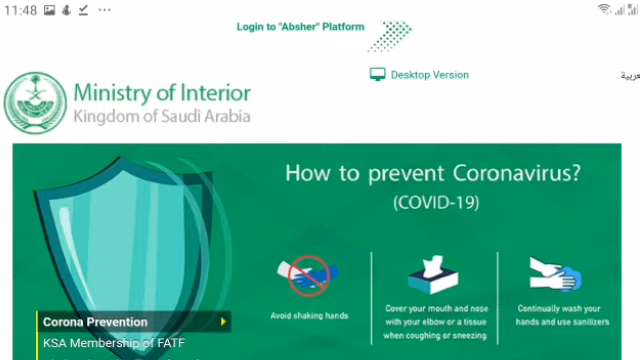 11:48
Login to "Absher" Platform
Desktop Version
Ministry of Interior
Kingdom of Saudi Arabia
How to prevent Coronavirus?
(COVID-19)
Avoid shaking hands
Cover your mouth and nose
with your elbow or a tissue
when coughing or sneezing
Continually wash your
hands and use sanitizers
Corona Prevention
KSA Membership of FATF